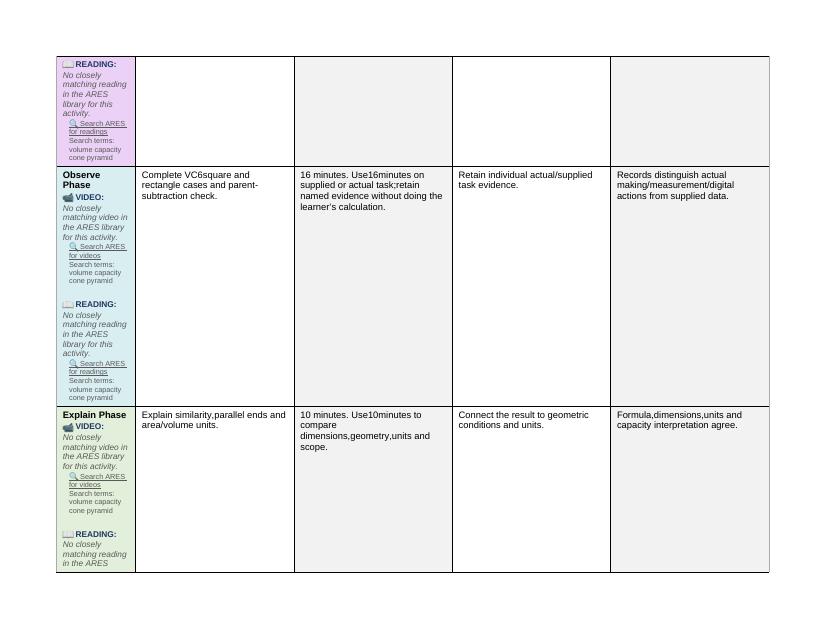 📖 READING:
No closely
matching reading
in the ARES
library for this
activity.
🔍 Search ARES
for readings
Search terms:
volume capacity
cone pyramid
Observe
Phase
📹 VIDEO:
No closely
matching video in
the ARES library
for this activity.
🔍 Search ARES
for videos
Search terms:
volume capacity
cone pyramid
📖 READING:
No closely
matching reading
in the ARES
library for this
activity.
🔍 Search ARES
for readings
Search terms:
volume capacity
cone pyramid
Complete VC6square and
rectangle cases and parent-
subtraction check.
16 minutes. Use16minutes on
supplied or actual task;retain
named evidence without doing the
learner's calculation.
Retain individual actual/supplied
task evidence.
Records distinguish actual
making/measurement/digital
actions from supplied data.
Explain Phase
📹 VIDEO:
No closely
matching video in
the ARES library
for this activity.
🔍 Search ARES
for videos
Search terms:
volume capacity
cone pyramid
📖 READING:
No closely
matching reading
in the ARES
Explain similarity,parallel ends and
area/volume units.
10 minutes. Use10minutes to
compare
dimensions,geometry,units and
scope.
Connect the result to geometric
conditions and units.
Formula,dimensions,units and
capacity interpretation agree.